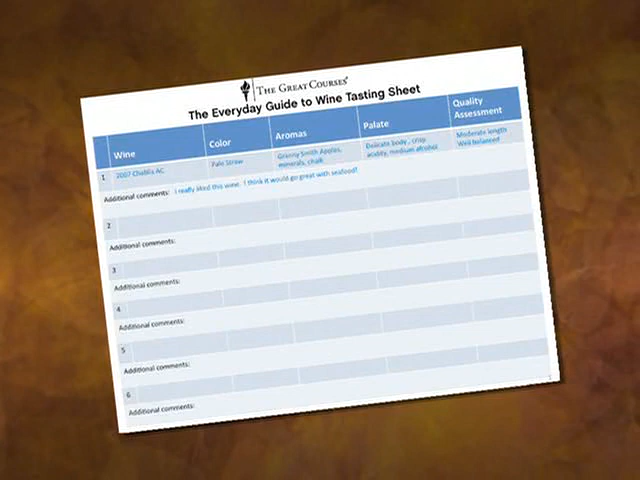 THE GREAT COURSES®
The Everyday Guide to Wine Tasting Sheet
Wine Color Aromas Palate Quality Assessment
1 2007 Chablis AC Pale Straw Granny Smith Apples, minerals, chalk Delicate body, crisp acidity, medium alcohol Moderate length Well balanced
Additional comments: I really liked this wine. I think it would go great with seafood!
2
Additional comments:
3
Additional comments:
4
Additional comments:
5
Additional comments:
6
Additional comments: